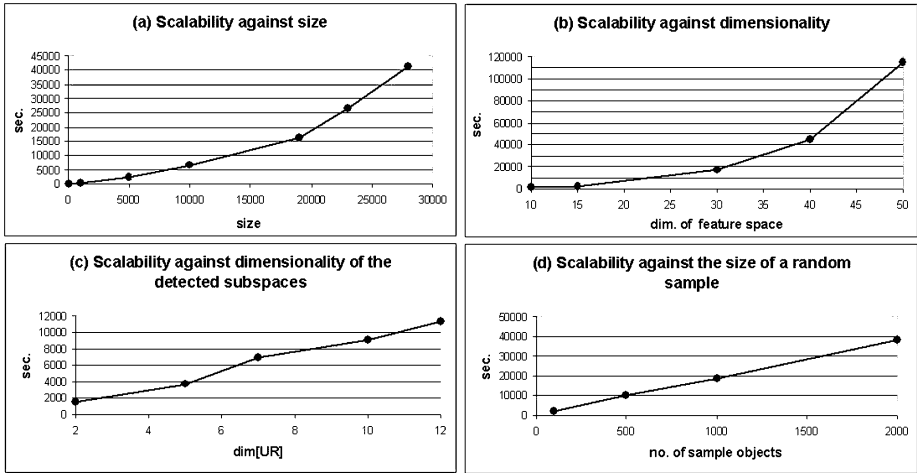 (a) Scalability against size
45000
40000
35000
30000
25000
20000
15000
10000
5000
0
sec.
0 5000 10000 15000 20000 25000 30000
size
(b) Scalability against dimensionality
120000
100000
80000
60000
40000
20000
0
sec.
10 15 20 25 30 35 40 45 50
dim. of feature space
(c) Scalability against dimensionality of the
detected subspaces
12000
10000
8000
6000
4000
2000
0
sec.
2 4 6 8 10 12
dim[UR]
(d) Scalability against the size of a random
sample
50000
40000
30000
20000
10000
0
sec.
0 500 1000 1500 2000
no. of sample objects